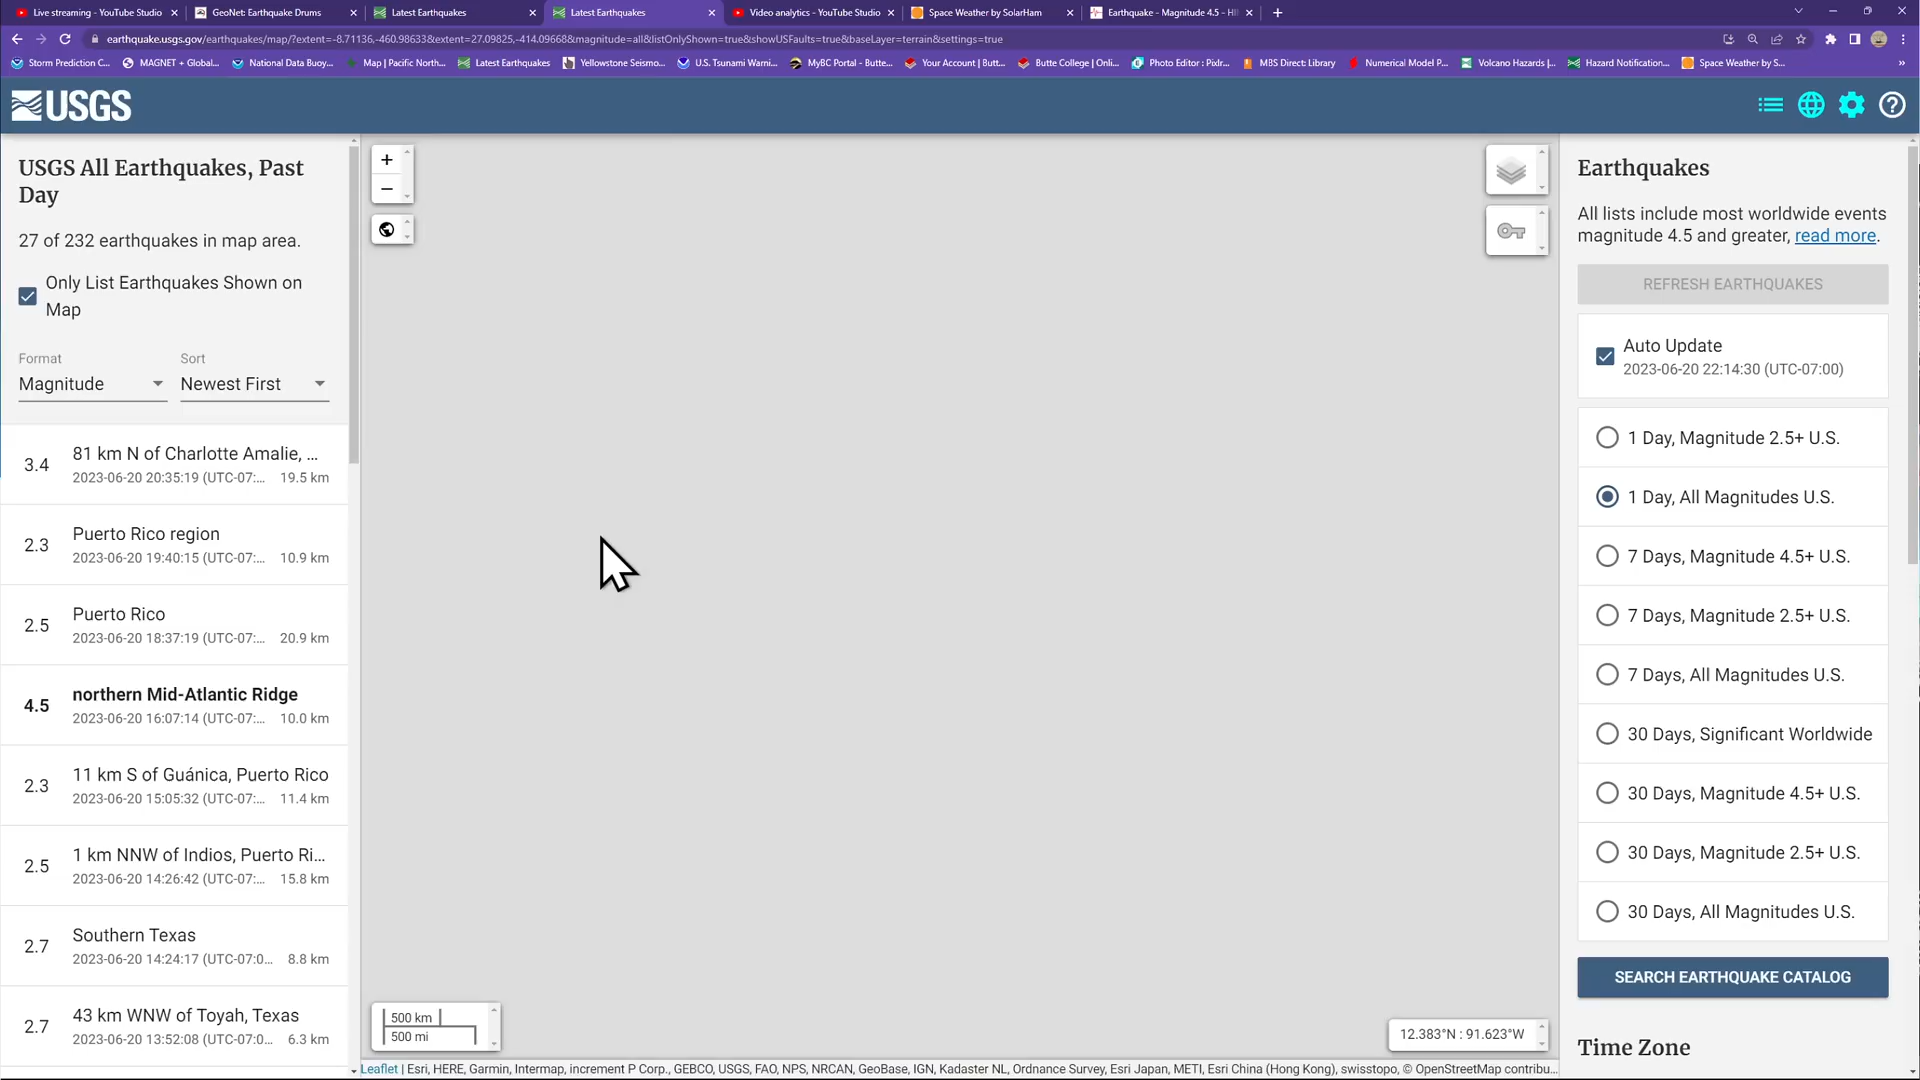 Live streaming - YouTube Studio
GeoNet: Earthquake Drums
Latest Earthquakes
Latest Earthquakes
Video analytics - YouTube Studio
Space Weather by SolarHam
Earthquake - Magnitude 4.5 - H
earthquake.usgs.gov/earthquakes/map/?extent=-8.71136,-460.98633&extent=27.09825,-414.09668&magnitude=all&listOnlyShown=true&showUSFaults=true&baseLayer=terrain&settings=true
Storm Prediction C...
MAGNET + Global...
National Data Buoy...
Map | Pacific North...
Latest Earthquakes
Yellowstone Seismo...
U.S. Tsunami Warni...
MyBC Portal - Butte...
Your Account | Butt...
Butte College | Onli...
Photo Editor : Pixlr...
MBS Direct Library
Numerical Model P...
Volcano Hazards |...
Hazard Notification...
Space Weather by S...
»
USGS
USGS All Earthquakes, Past
Day
27 of 232 earthquakes in map area.
Only List Earthquakes Shown on
Map
Format
Magnitude
Sort
Newest First
3.4
81 km N of Charlotte Amalie, ...
2023-06-20 20:35:19 (UTC-07:... 19.5 km
2.3
Puerto Rico region
2023-06-20 19:40:15 (UTC-07:... 10.9 km
2.5
Puerto Rico
2023-06-20 18:37:19 (UTC-07:... 20.9 km
4.5
northern Mid-Atlantic Ridge
2023-06-20 16:07:14 (UTC-07:... 10.0 km
2.3
11 km S of Guánica, Puerto Rico
2023-06-20 15:05:32 (UTC-07:... 11.4 km
2.5
1 km NNW of Indios, Puerto Ri...
2023-06-20 14:26:42 (UTC-07:... 15.8 km
2.7
Southern Texas
2023-06-20 14:24:17 (UTC-07:0... 8.8 km
2.7
43 km WNW of Toyah, Texas
2023-06-20 13:52:08 (UTC-07:0... 6.3 km
+
−
500 km
500 mi
12.383°N : 91.623°W
Leaflet | Esri, HERE, Garmin, Intermap, increment P Corp., GEBCO, USGS, FAO, NPS, NRCAN, GeoBase, IGN, Kadaster NL, Ordnance Survey, Esri Japan, METI, Esri China (Hong Kong), swisstopo, © OpenStreetMap contribu...
Earthquakes
All lists include most worldwide events
magnitude 4.5 and greater, read more.
REFRESH EARTHQUAKES
Auto Update
2023-06-20 22:14:30 (UTC-07:00)
1 Day, Magnitude 2.5+ U.S.
1 Day, All Magnitudes U.S.
7 Days, Magnitude 4.5+ U.S.
7 Days, Magnitude 2.5+ U.S.
7 Days, All Magnitudes U.S.
30 Days, Significant Worldwide
30 Days, Magnitude 4.5+ U.S.
30 Days, Magnitude 2.5+ U.S.
30 Days, All Magnitudes U.S.
SEARCH EARTHQUAKE CATALOG
Time Zone